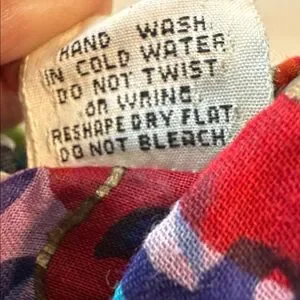 HAND WASH
IN COLD WATER
DO NOT TWIST
OR WRING
RESHAPE DRY FLAT
DO NOT BLEACH